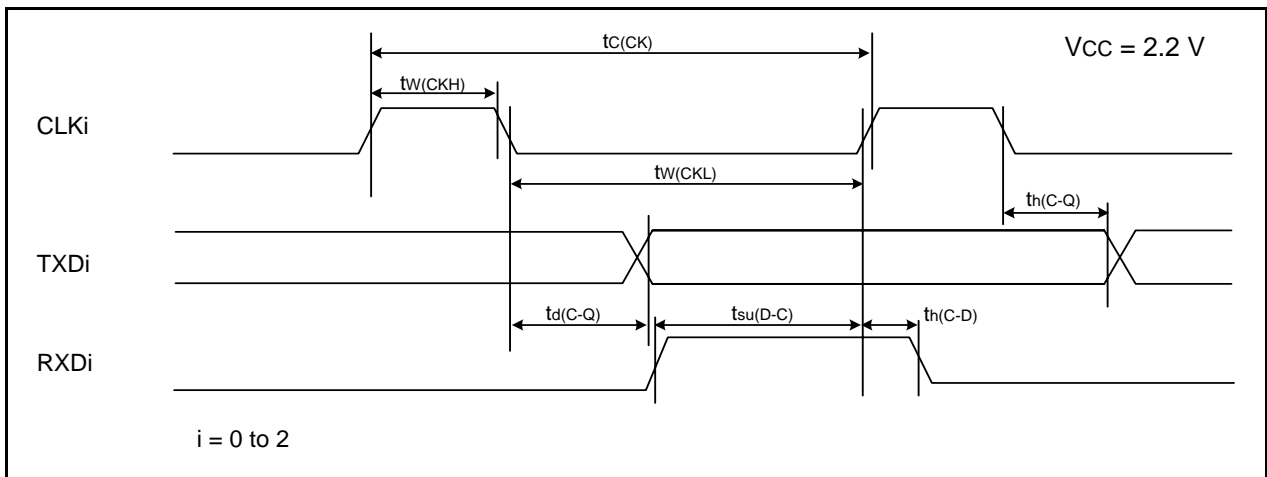 tC(CK)
VCC = 2.2 V
tW(CKH)
CLKi
tW(CKL)
th(C-Q)
TXDi
td(C-Q)
tsu(D-C)
th(C-D)
RXDi
i = 0 to 2